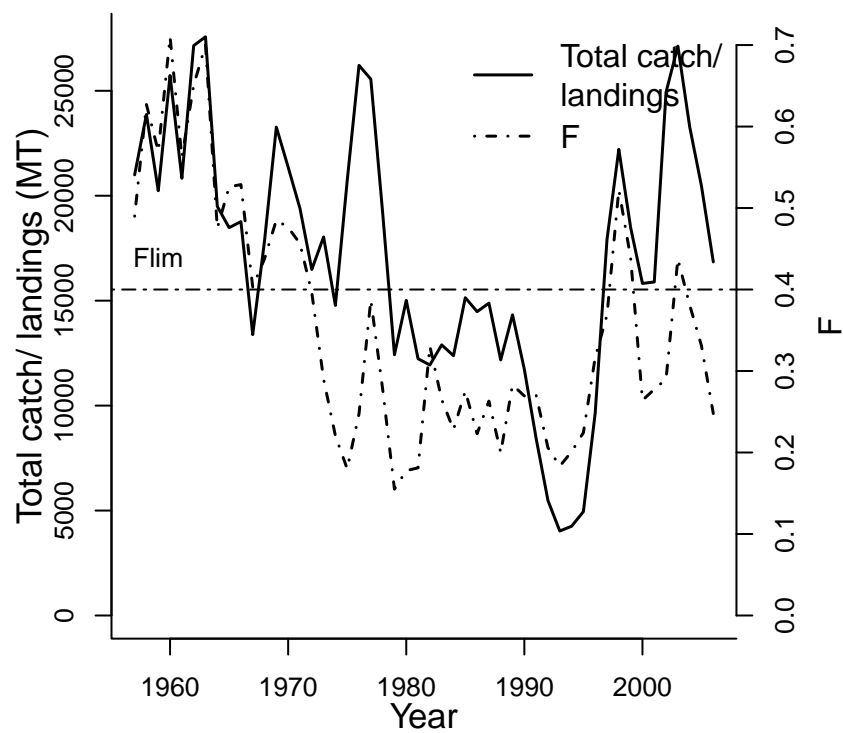 Total catch/
landings
F
Flim
Total catch/ landings (MT)
25000
20000
15000
10000
5000
0
0.7
0.6
0.5
0.4
0.3
0.2
0.1
0.0
F
1960 1970 1980 1990 2000
Year